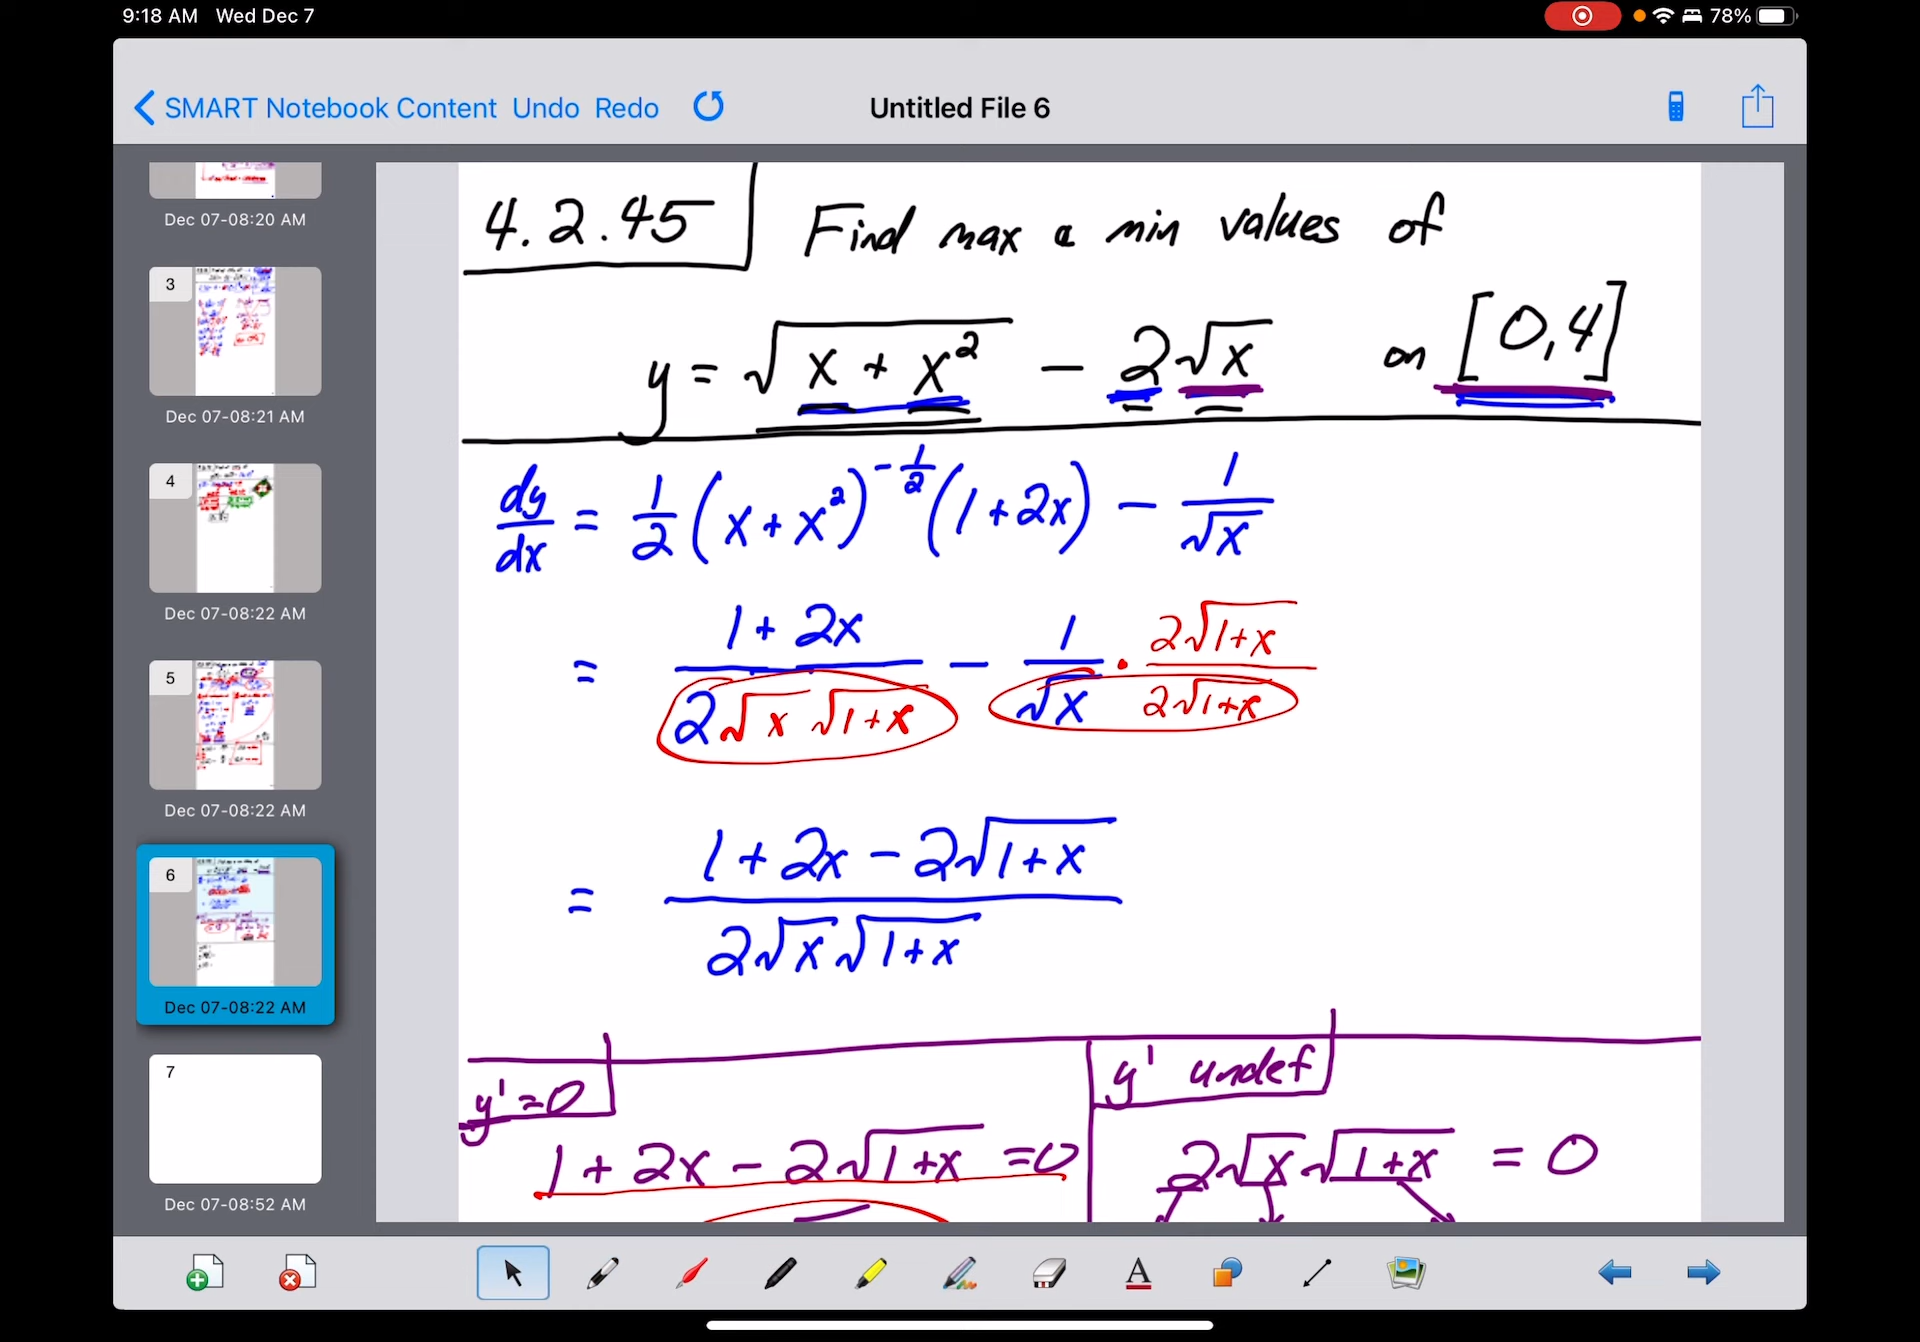 9:18 AM Wed Dec 7
78%
SMART Notebook Content Undo Redo
Untitled File 6
Dec 07-08:20 AM
3
Dec 07-08:21 AM
4
Dec 07-08:22 AM
5
Dec 07-08:22 AM
6
Dec 07-08:22 AM
7
Dec 07-08:52 AM
4.2.45 Find max & min values of
y = √(x + x²) - 2√x on [0,4]
dy/dx = 1/2 (x + x²)^(-1/2) (1+2x) - 1/√x
= (1+2x)/(2√x √(1+x)) - 1/√x · (2√(1+x))/(2√(1+x))
= (1+2x-2√(1+x))/(2√x√(1+x))
y'=0
1+2x-2√(1+x) =0
y' undef
2√x√(1+x) = 0
A